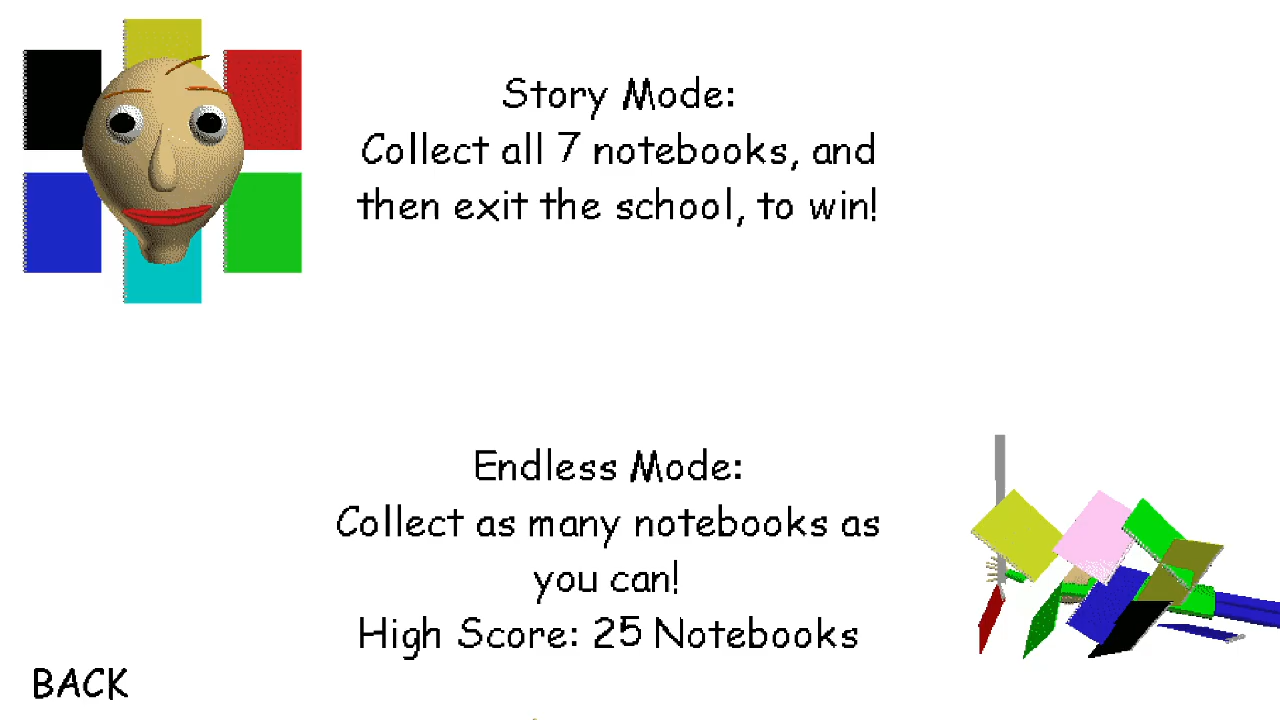 Story Mode:
Collect all 7 notebooks, and
then exit the school, to win!
Endless Mode:
Collect as many notebooks as
you can!
High Score: 25 Notebooks
BACK